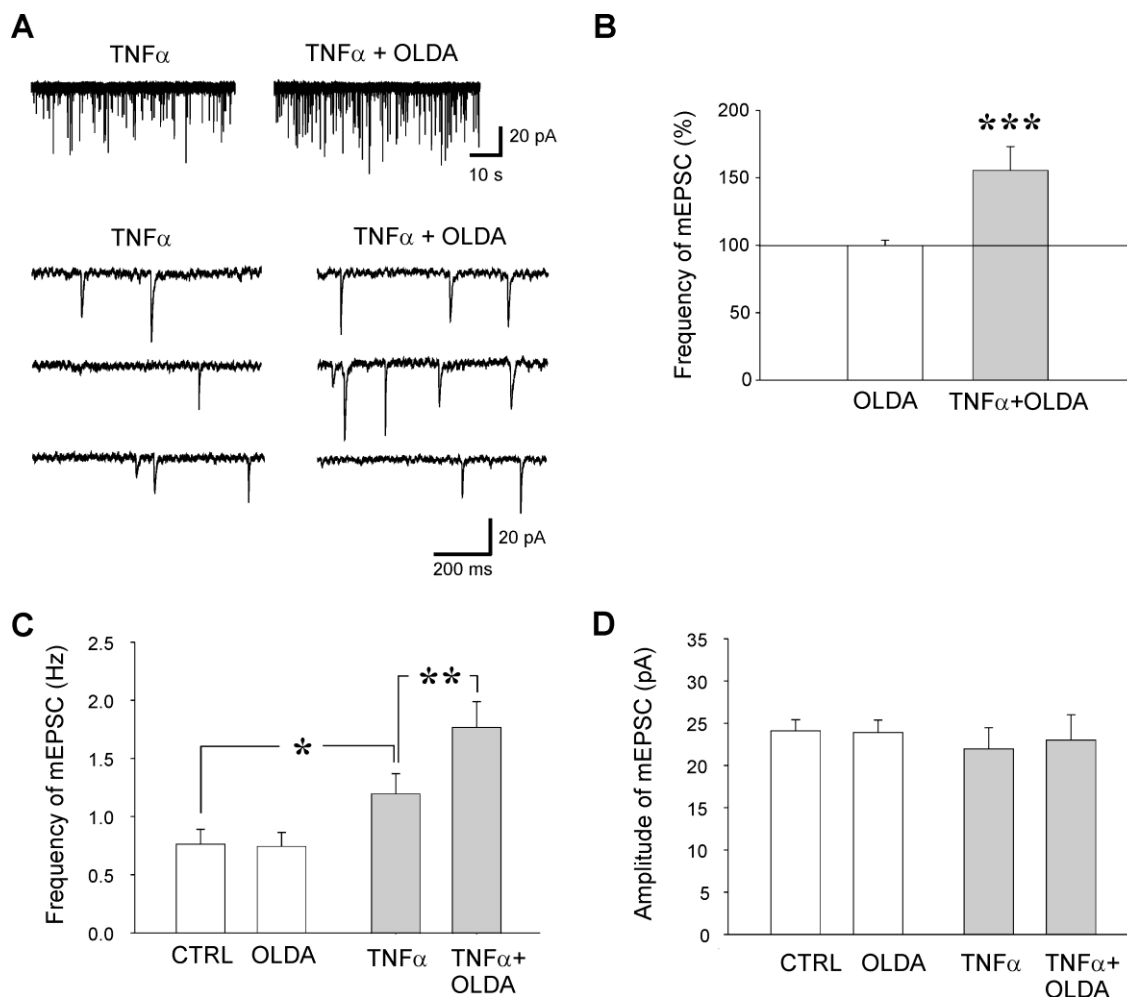 A
TNFα
TNFα + OLDA
20 pA
10 s
TNFα
TNFα + OLDA
20 pA
200 ms
B
Frequency of mEPSC (%)
200
150
100
50
0
***
OLDA
TNFα+OLDA
C
Frequency of mEPSC (Hz)
2.5
2.0
1.5
1.0
0.5
0.0
*
**
CTRL
OLDA
TNFα
TNFα+
OLDA
D
Amplitude of mEPSC (pA)
35
30
25
20
15
10
5
0
CTRL
OLDA
TNFα
TNFα+
OLDA